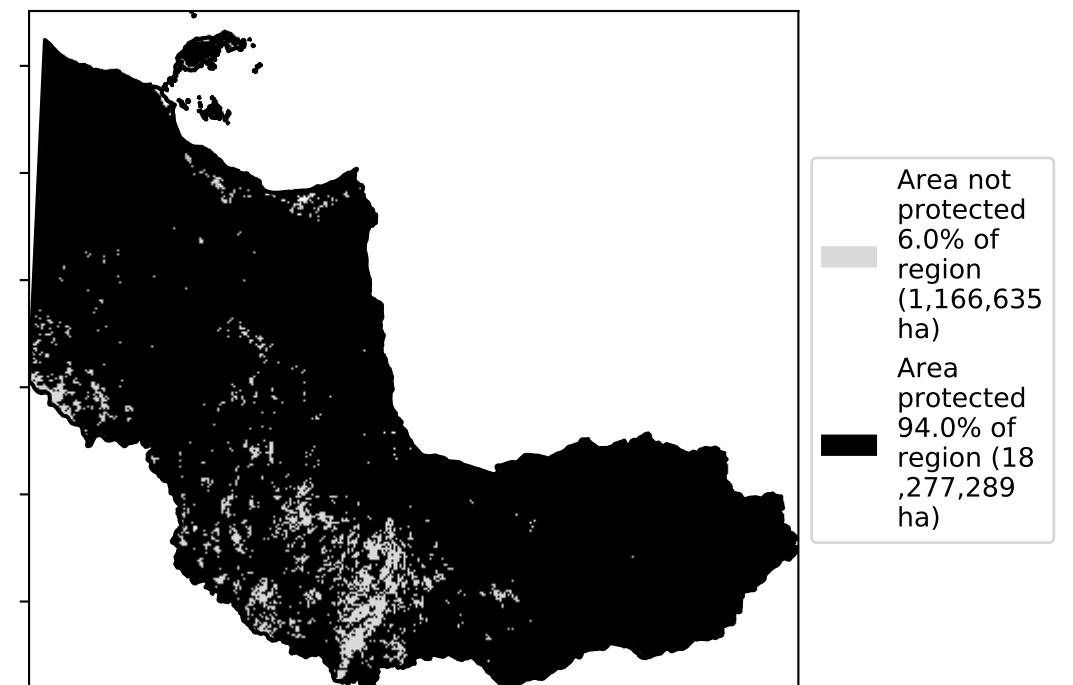 Area not
protected
6.0% of
region
(1,166,635
ha)
Area
protected
94.0% of
region (18
,277,289
ha)